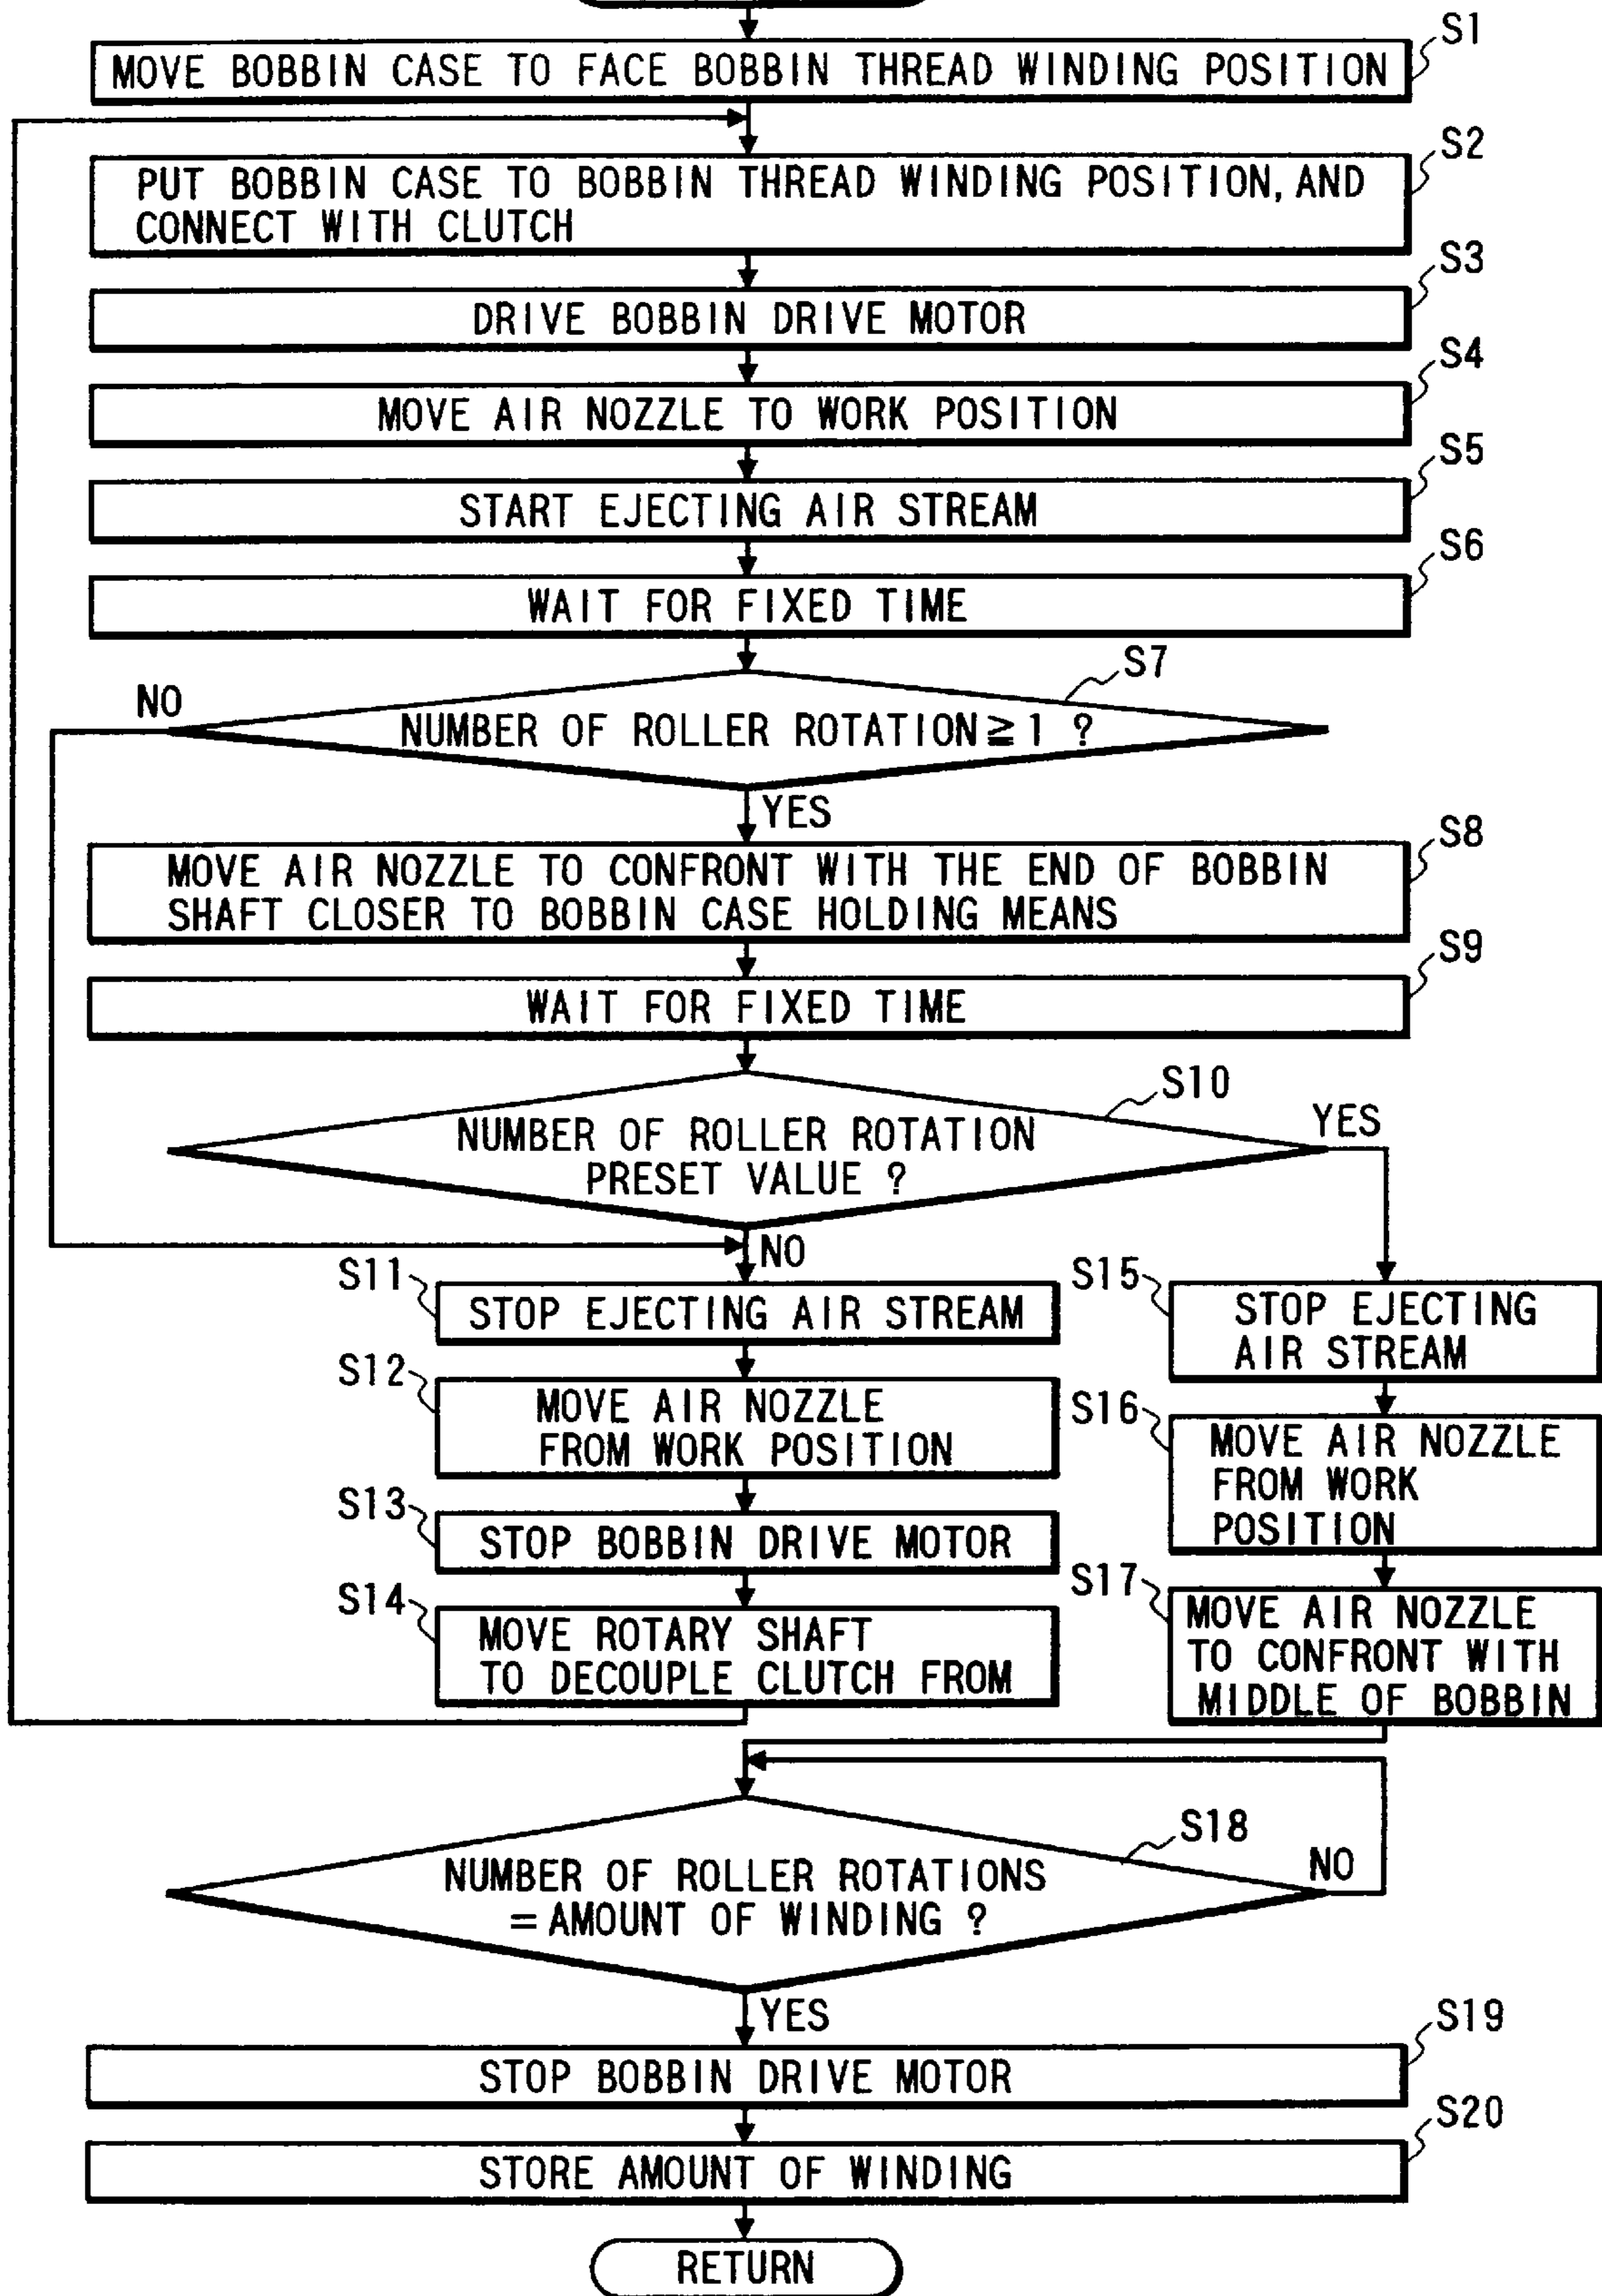 S1
MOVE BOBBIN CASE TO FACE BOBBIN THREAD WINDING POSITION
S2
PUT BOBBIN CASE TO BOBBIN THREAD WINDING POSITION, AND
CONNECT WITH CLUTCH
S3
DRIVE BOBBIN DRIVE MOTOR
S4
MOVE AIR NOZZLE TO WORK POSITION
S5
START EJECTING AIR STREAM
S6
WAIT FOR FIXED TIME
S7
NO
NUMBER OF ROLLER ROTATION ≧ 1 ?
YES
S8
MOVE AIR NOZZLE TO CONFRONT WITH THE END OF BOBBIN
SHAFT CLOSER TO BOBBIN CASE HOLDING MEANS
S9
WAIT FOR FIXED TIME
S10
YES
NUMBER OF ROLLER ROTATION
PRESET VALUE ?
NO
S11
STOP EJECTING AIR STREAM
S12
MOVE AIR NOZZLE
FROM WORK POSITION
S13
STOP BOBBIN DRIVE MOTOR
S14
MOVE ROTARY SHAFT
TO DECOUPLE CLUTCH FROM
S15
STOP EJECTING
AIR STREAM
S16
MOVE AIR NOZZLE
FROM WORK
POSITION
S17
MOVE AIR NOZZLE
TO CONFRONT WITH
MIDDLE OF BOBBIN
S18
NUMBER OF ROLLER ROTATIONS
= AMOUNT OF WINDING ?
NO
YES
S19
STOP BOBBIN DRIVE MOTOR
S20
STORE AMOUNT OF WINDING
RETURN